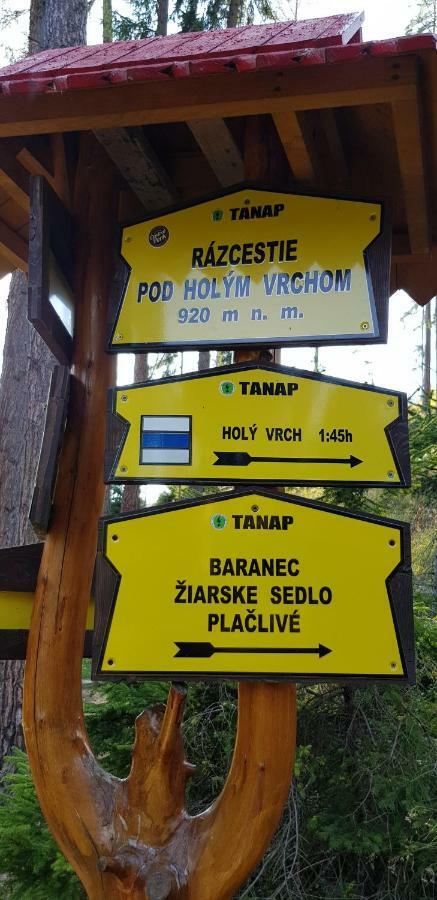 TANAP
RÁZCESTIE
POD HOLÝM VRCHOM
920 m n. m.
TANAP
HOLÝ VRCH 1:45h
TANAP
BARANEC
ŽIARSKE SEDLO
PLAČLIVÉ